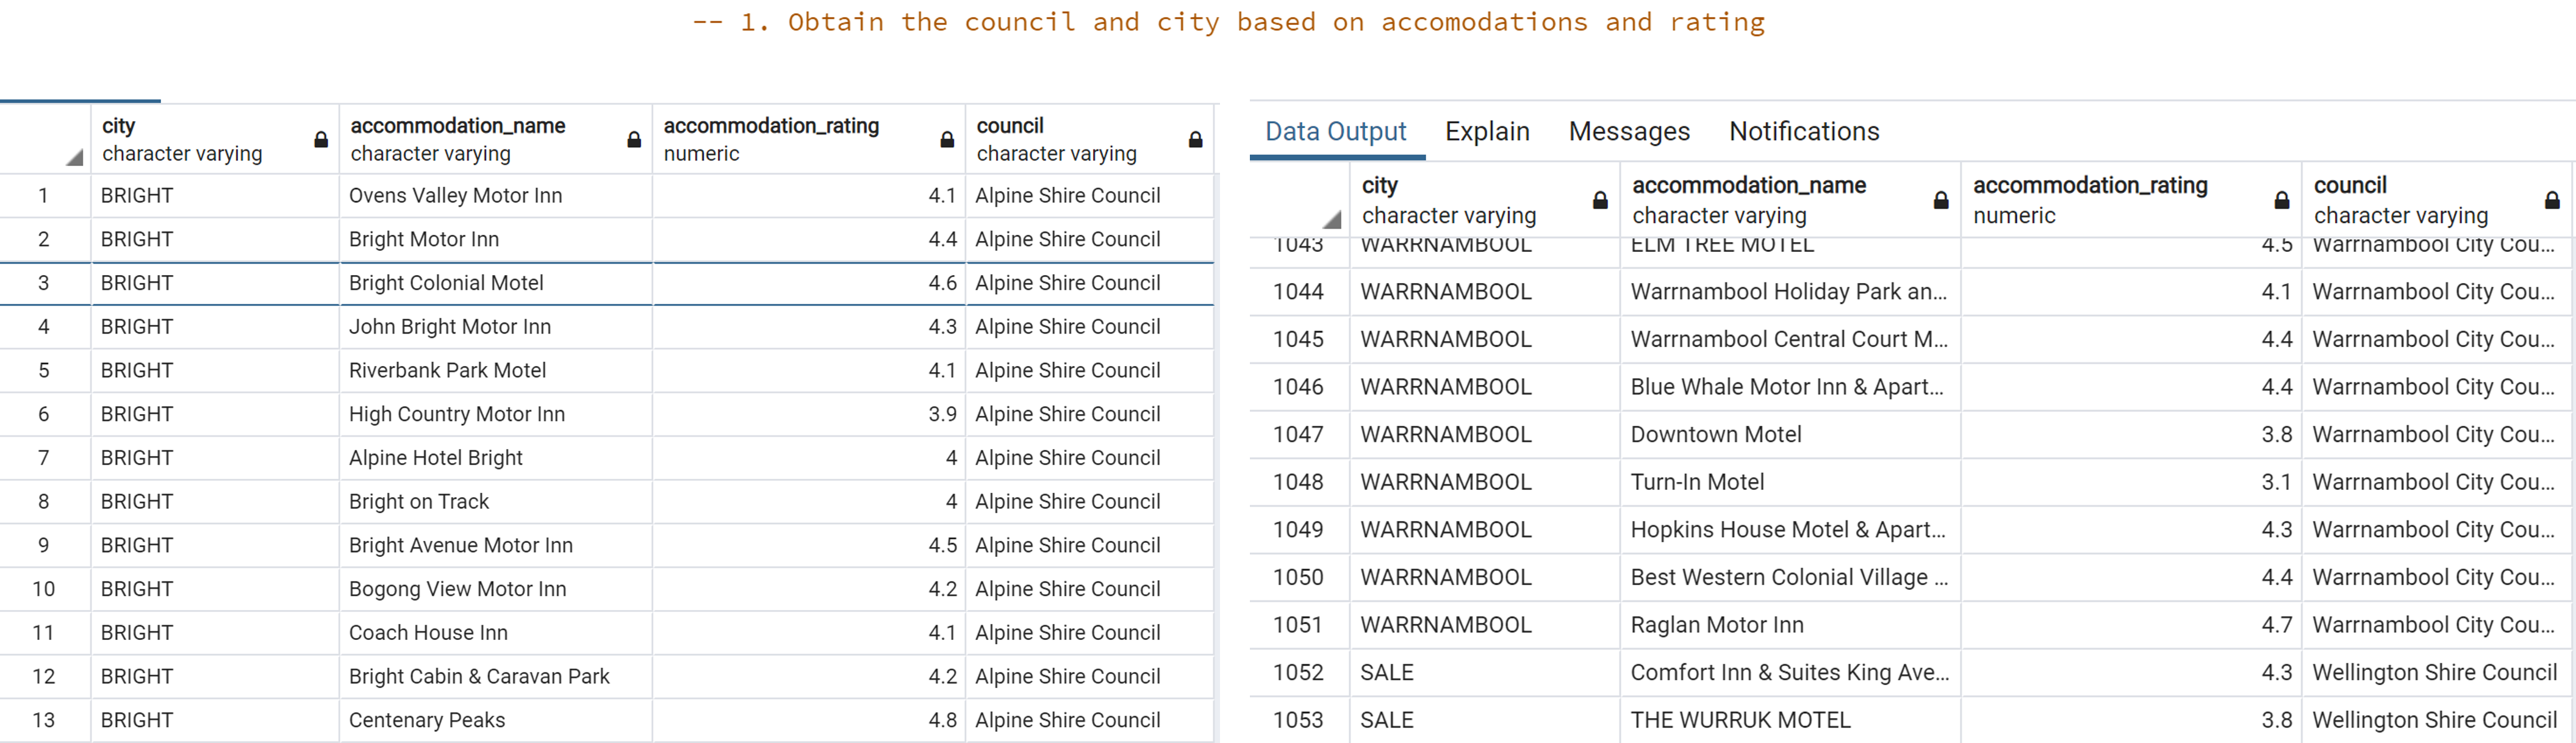 -- 1. Obtain the council and city based on accomodations and rating
city accommodation_name accommodation_rating council
character varying character varying numeric character varying
1 BRIGHT Ovens Valley Motor Inn 4.1 Alpine Shire Council
2 BRIGHT Bright Motor Inn 4.4 Alpine Shire Council
3 BRIGHT Bright Colonial Motel 4.6 Alpine Shire Council
4 BRIGHT John Bright Motor Inn 4.3 Alpine Shire Council
5 BRIGHT Riverbank Park Motel 4.1 Alpine Shire Council
6 BRIGHT High Country Motor Inn 3.9 Alpine Shire Council
7 BRIGHT Alpine Hotel Bright 4 Alpine Shire Council
8 BRIGHT Bright on Track 4 Alpine Shire Council
9 BRIGHT Bright Avenue Motor Inn 4.5 Alpine Shire Council
10 BRIGHT Bogong View Motor Inn 4.2 Alpine Shire Council
11 BRIGHT Coach House Inn 4.1 Alpine Shire Council
12 BRIGHT Bright Cabin & Caravan Park 4.2 Alpine Shire Council
13 BRIGHT Centenary Peaks 4.8 Alpine Shire Council
Data Output Explain Messages Notifications
city accommodation_name accommodation_rating council
character varying character varying numeric character varying
1043 WARRNAMBOOL ELM TREE MOTEL 4.5 Warrnambool City Cou...
1044 WARRNAMBOOL Warrnambool Holiday Park an... 4.1 Warrnambool City Cou...
1045 WARRNAMBOOL Warrnambool Central Court M... 4.4 Warrnambool City Cou...
1046 WARRNAMBOOL Blue Whale Motor Inn & Apart... 4.4 Warrnambool City Cou...
1047 WARRNAMBOOL Downtown Motel 3.8 Warrnambool City Cou...
1048 WARRNAMBOOL Turn-In Motel 3.1 Warrnambool City Cou...
1049 WARRNAMBOOL Hopkins House Motel & Apart... 4.3 Warrnambool City Cou...
1050 WARRNAMBOOL Best Western Colonial Village ... 4.4 Warrnambool City Cou...
1051 WARRNAMBOOL Raglan Motor Inn 4.7 Warrnambool City Cou...
1052 SALE Comfort Inn & Suites King Ave... 4.3 Wellington Shire Council
1053 SALE THE WURRUK MOTEL 3.8 Wellington Shire Council